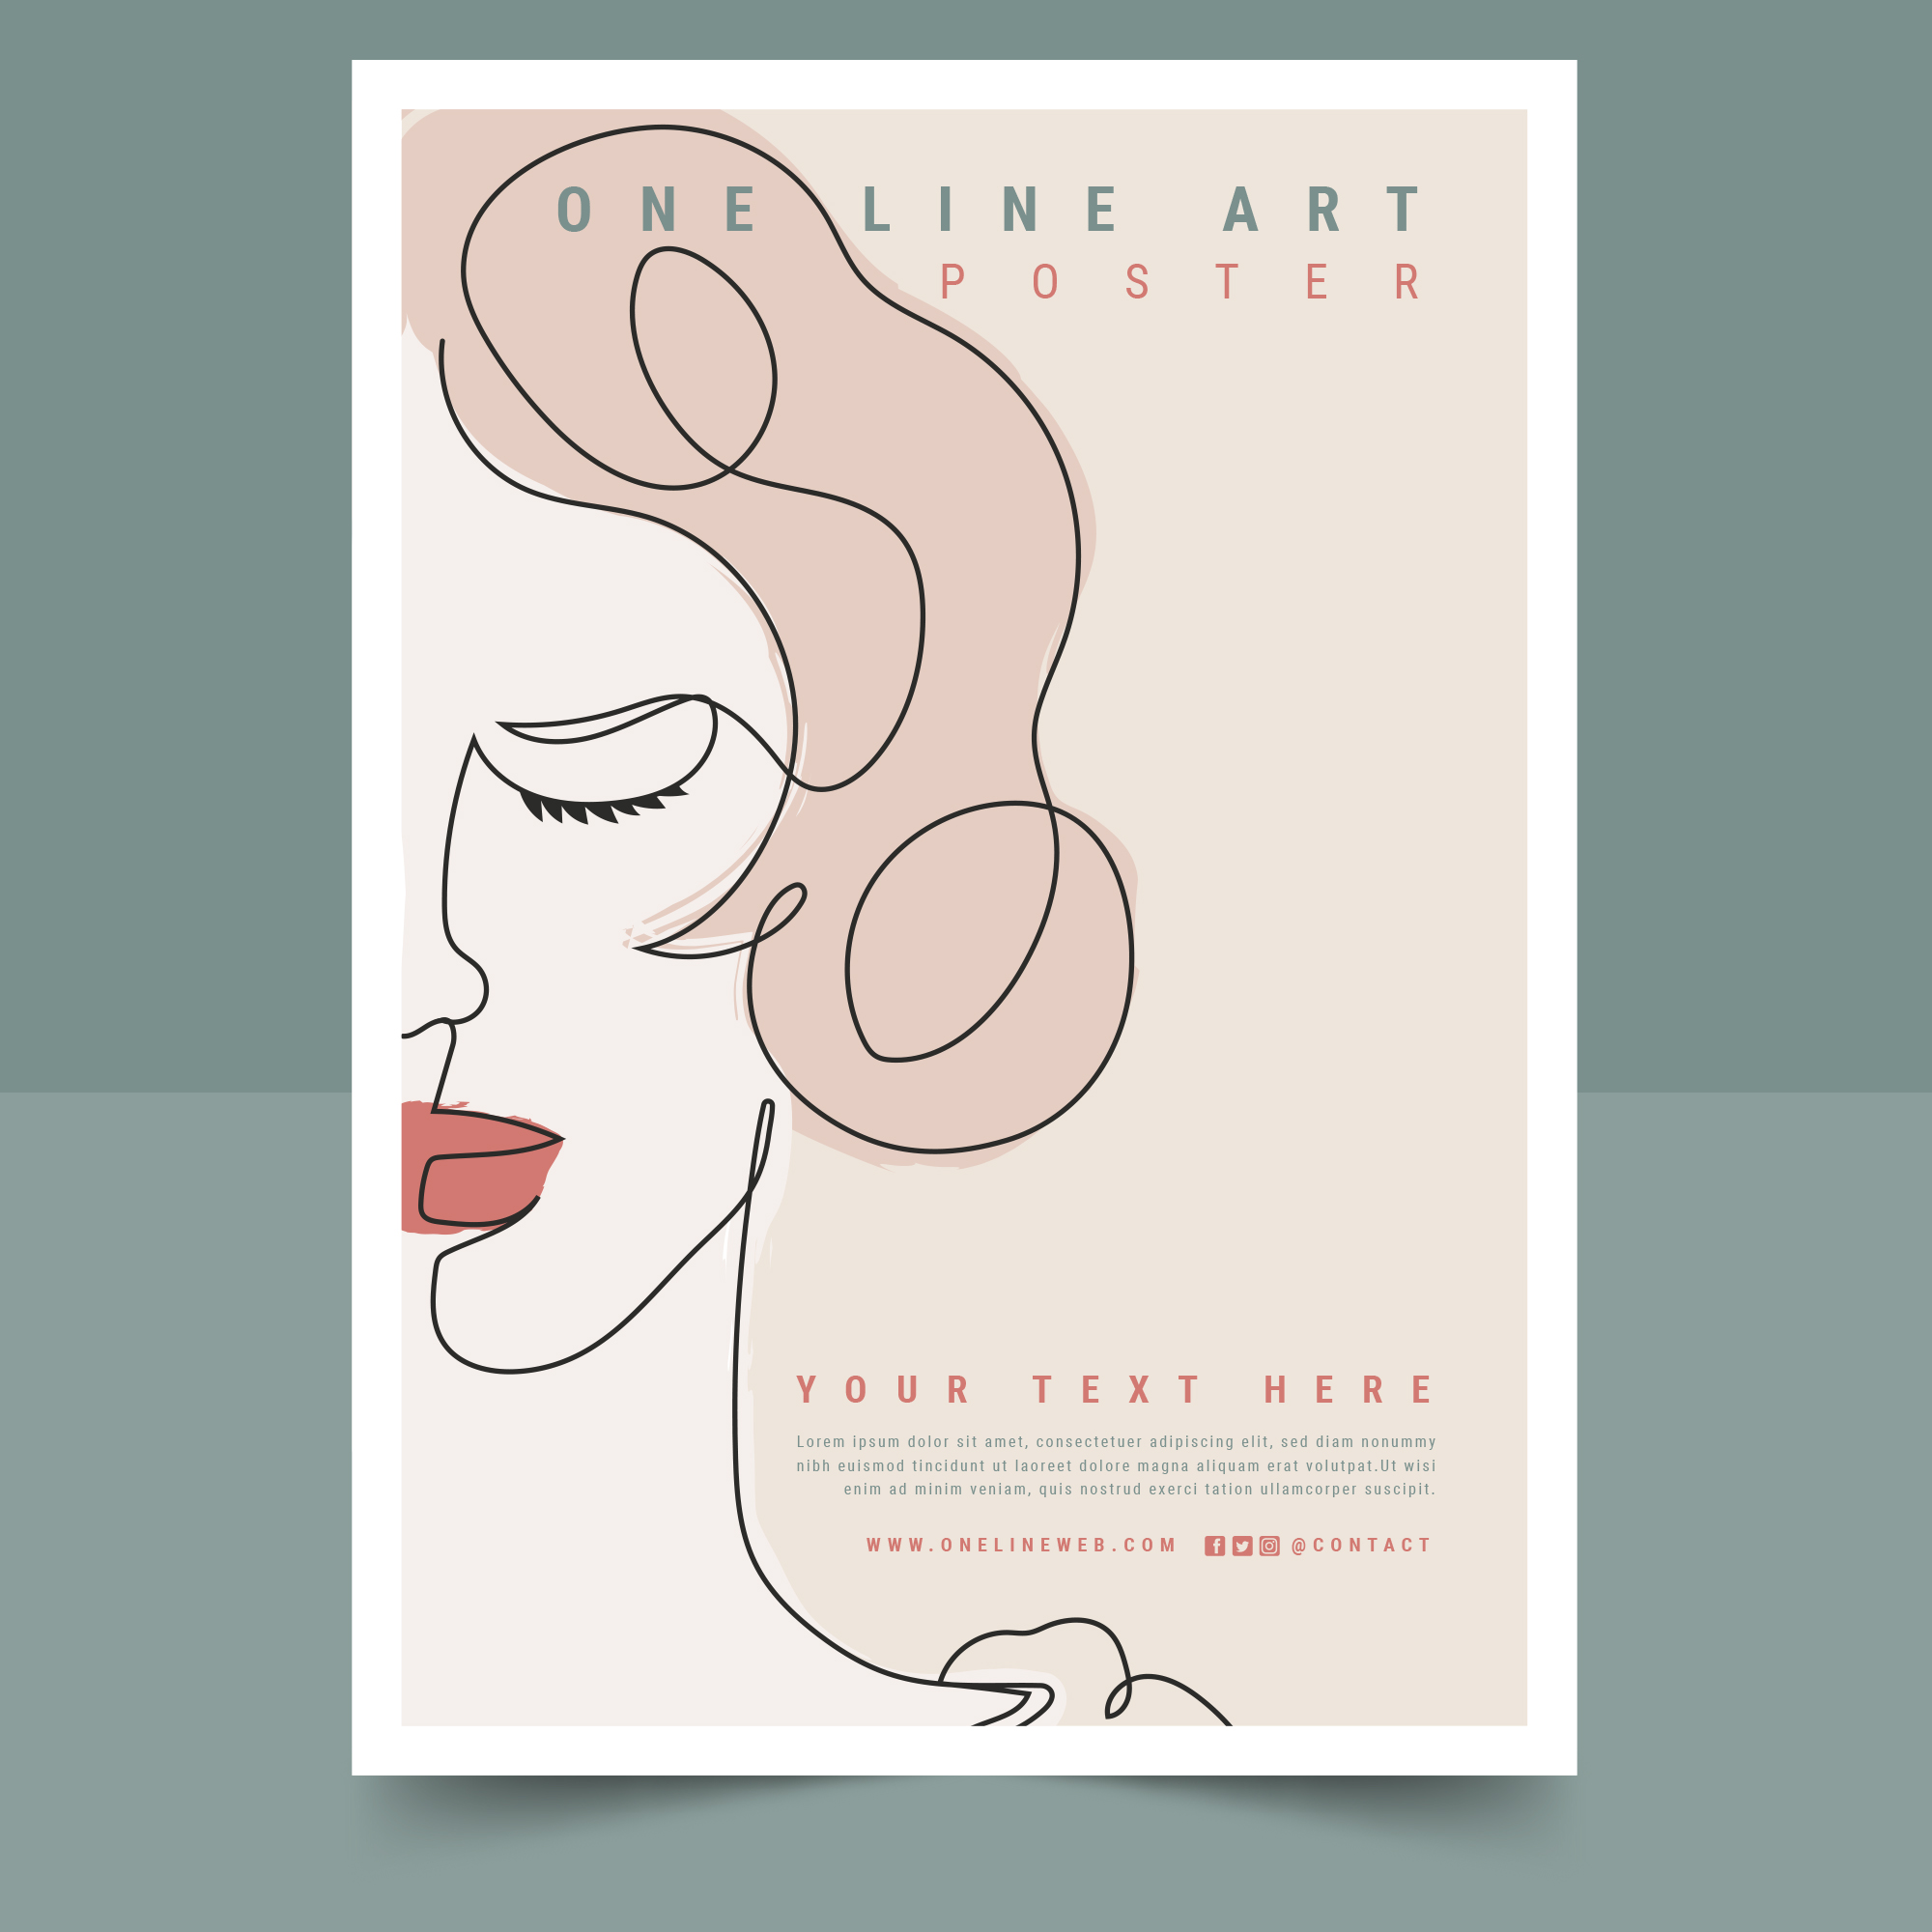 ONE LINE ART
POSTER
YOUR TEXT HERE
Lorem ipsum dolor sit amet, consectetuer adipiscing elit, sed diam nonummy
nibh euismod tincidunt ut laoreet dolore magna aliquam erat volutpat.Ut wisi
enim ad minim veniam, quis nostrud exerci tation ullamcorper suscipit.
WWW.ONELINEWEB.COM @CONTACT